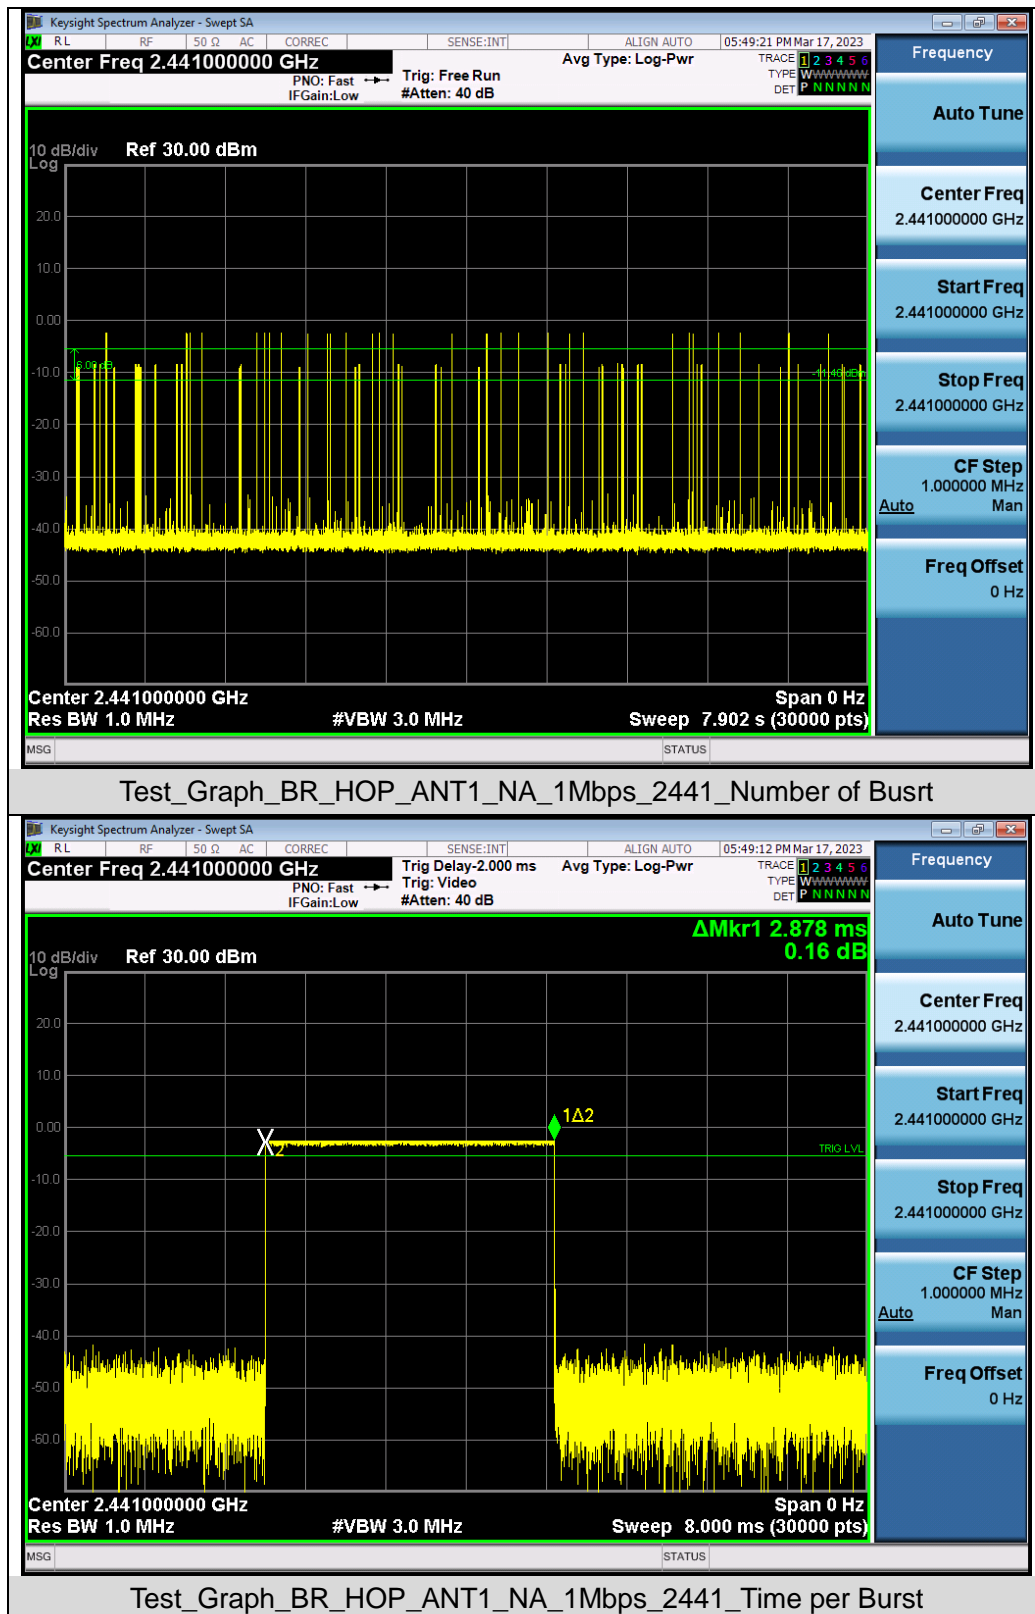 Keysight Spectrum Analyzer - Swept SA
LXI RL RF 50 Ω AC CORREC SENSE:INT ALIGN AUTO 05:49:21 PM Mar 17, 2023
Center Freq 2.441000000 GHz
PNO: Fast
IFGain:Low
Trig: Free Run
#Atten: 40 dB
Avg Type: Log-Pwr
TRACE 1 2 3 4 5 6
TYPE WWWWWW
DET P N N N N N
10 dB/div Ref 30.00 dBm
Log
20.0
10.0
0.00
6.00 dB
-10.0
-11.46 dBm
-20.0
-30.0
-40.0
-50.0
-60.0
Center 2.441000000 GHz Span 0 Hz
Res BW 1.0 MHz #VBW 3.0 MHz Sweep 7.902 s (30000 pts)
MSG STATUS
Frequency
Auto Tune
Center Freq
2.441000000 GHz
Start Freq
2.441000000 GHz
Stop Freq
2.441000000 GHz
CF Step
1.000000 MHz
Auto Man
Freq Offset
0 Hz
Test_Graph_BR_HOP_ANT1_NA_1Mbps_2441_Number of Busrt
Keysight Spectrum Analyzer - Swept SA
LXI RL RF 50 Ω AC CORREC SENSE:INT ALIGN AUTO 05:49:12 PM Mar 17, 2023
Center Freq 2.441000000 GHz
PNO: Fast
IFGain:Low
Trig Delay-2.000 ms
Trig: Video
#Atten: 40 dB
Avg Type: Log-Pwr
TRACE 1 2 3 4 5 6
TYPE WWWWWW
DET P N N N N N
ΔMkr1 2.878 ms
0.16 dB
10 dB/div Ref 30.00 dBm
Log
20.0
10.0
0.00
1Δ2
X2
TRIG LVL
-10.0
-20.0
-30.0
-40.0
-50.0
-60.0
Center 2.441000000 GHz Span 0 Hz
Res BW 1.0 MHz #VBW 3.0 MHz Sweep 8.000 ms (30000 pts)
MSG STATUS
Frequency
Auto Tune
Center Freq
2.441000000 GHz
Start Freq
2.441000000 GHz
Stop Freq
2.441000000 GHz
CF Step
1.000000 MHz
Auto Man
Freq Offset
0 Hz
Test_Graph_BR_HOP_ANT1_NA_1Mbps_2441_Time per Burst